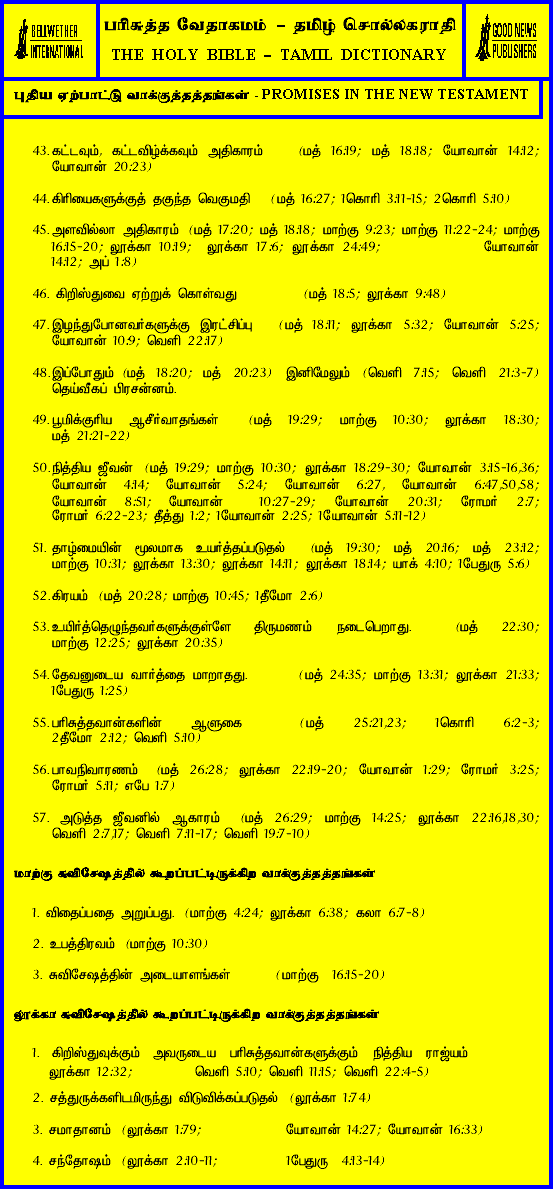 BELLWETHER
INTERNATIONAL
பரிசுத்த வேதாகமம் – தமிழ் சொல்லகராதி
THE HOLY BIBLE – TAMIL DICTIONARY
GOOD NEWS
PUBLISHERS
புதிய ஏற்பாட்டு வாக்குத்தத்தங்கள் - PROMISES IN THE NEW TESTAMENT
43. கட்டவும், கட்டவிழ்க்கவும் அதிகாரம் (மத் 16:19; மத் 18:18; யோவான் 14:12;
யோவான் 20:23)
44. கிரியைகளுக்குத் தகுந்த வெகுமதி (மத் 16:27; 1கொரி 3:11-15; 2கொரி 5:10)
45. அளவில்லா அதிகாரம் (மத் 17:20; மத் 18:18; மாற்கு 9:23; மாற்கு 11:22-24; மாற்கு
16:15-20; லூக்கா 10:19; லூக்கா 17:6; லூக்கா 24:49; யோவான்
14:12; அப் 1:8)
46. கிறிஸ்துவை ஏற்றுக் கொள்வது (மத் 18:5; லூக்கா 9:48)
47. இழந்துபோனவர்களுக்கு இரட்சிப்பு (மத் 18:11; லூக்கா 5:32; யோவான் 5:25;
யோவான் 10:9; வெளி 22:17)
48. இப்போதும் (மத் 18:20; மத் 20:23) இனிமேலும் (வெளி 7:15; வெளி 21:3-7)
தெய்வீகப் பிரசன்னம்.
49. பூமிக்குரிய ஆசீர்வாதங்கள் (மத் 19:29; மாற்கு 10:30; லூக்கா 18:30;
மத் 21:21-22)
50. நித்திய ஜீவன் (மத் 19:29; மாற்கு 10:30; லூக்கா 18:29-30; யோவான் 3:15-16,36;
யோவான் 4:14; யோவான் 5:24; யோவான் 6:27, யோவான் 6:47,50,58;
யோவான் 8:51; யோவான் 10:27-29; யோவான் 20:31; ரோமர் 2:7;
ரோமர் 6:22-23; தீத்து 1:2; 1யோவான் 2:25; 1யோவான் 5:11-12)
51. தாழ்மையின் மூலமாக உயர்த்தப்படுதல் (மத் 19:30; மத் 20:16; மத் 23:12;
மாற்கு 10:31; லூக்கா 13:30; லூக்கா 14:11; லூக்கா 18:14; யாக் 4:10; 1பேதுரு 5:6)
52. கிரயம் (மத் 20:28; மாற்கு 10:45; 1தீமோ 2:6)
53. உயிர்த்தெழுந்தவர்களுக்குள்ளே திருமணம் நடைபெறாது. (மத் 22:30;
மாற்கு 12:25; லூக்கா 20:35)
54. தேவனுடைய வார்த்தை மாறாதது. (மத் 24:35; மாற்கு 13:31; லூக்கா 21:33;
1பேதுரு 1:25)
55. பரிசுத்தவான்களின் ஆளுகை (மத் 25:21,23; 1கொரி 6:2-3;
2தீமோ 2:12; வெளி 5:10)
56. பாவநிவாரணம் (மத் 26:28; லூக்கா 22:19-20; யோவான் 1:29; ரோமர் 3:25;
ரோமர் 5:11; எபே 1:7)
57. அடுத்த ஜீவனில் ஆகாரம் (மத் 26:29; மாற்கு 14:25; லூக்கா 22:16,18,30;
வெளி 2:7,17; வெளி 7:11-17; வெளி 19:7-10)
மாற்கு சுவிசேஷத்தில் கூறப்பட்டிருக்கிற வாக்குத்தத்தங்கள்
1. விதைப்பதை அறுப்பது. (மாற்கு 4:24; லூக்கா 6:38; கலா 6:7-8)
2. உபத்திரவம் (மாற்கு 10:30)
3. சுவிசேஷத்தின் அடையாளங்கள் (மாற்கு 16:15-20)
லூக்கா சுவிசேஷத்தில் கூறப்பட்டிருக்கிற வாக்குத்தத்தங்கள்
1. கிறிஸ்துவுக்கும் அவருடைய பரிசுத்தவான்களுக்கும் நித்திய ராஜ்யம்
லூக்கா 12:32; வெளி 5:10; வெளி 11:15; வெளி 22:4-5)
2. சத்துருக்களிடமிருந்து விடுவிக்கப்படுதல் (லூக்கா 1:74)
3. சமாதானம் (லூக்கா 1:79; யோவான் 14:27; யோவான் 16:33)
4. சந்தோஷம் (லூக்கா 2:10-11; 1பேதுரு 4:13-14)